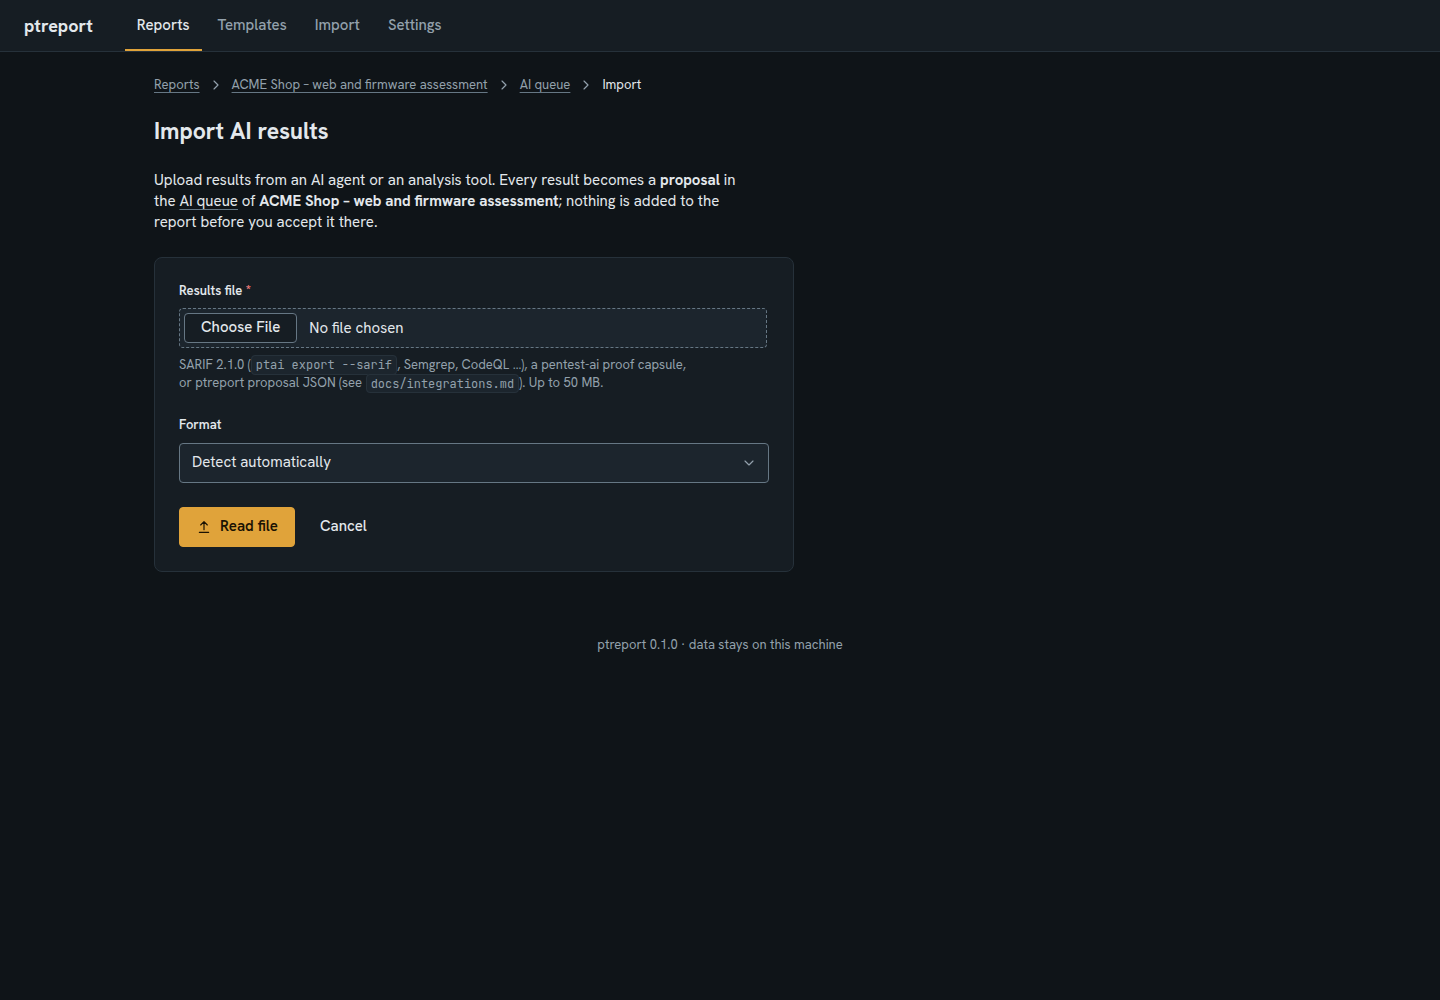 ptreport Reports Templates Import Settings
Reports > ACME Shop – web and firmware assessment > AI queue > Import
Import AI results
Upload results from an AI agent or an analysis tool. Every result becomes a proposal in
the AI queue of ACME Shop – web and firmware assessment; nothing is added to the
report before you accept it there.
Results file *
Choose File No file chosen
SARIF 2.1.0 (ptai export --sarif, Semgrep, CodeQL …), a pentest-ai proof capsule,
or ptreport proposal JSON (see docs/integrations.md). Up to 50 MB.
Format
Detect automatically
Read file Cancel
ptreport 0.1.0 · data stays on this machine